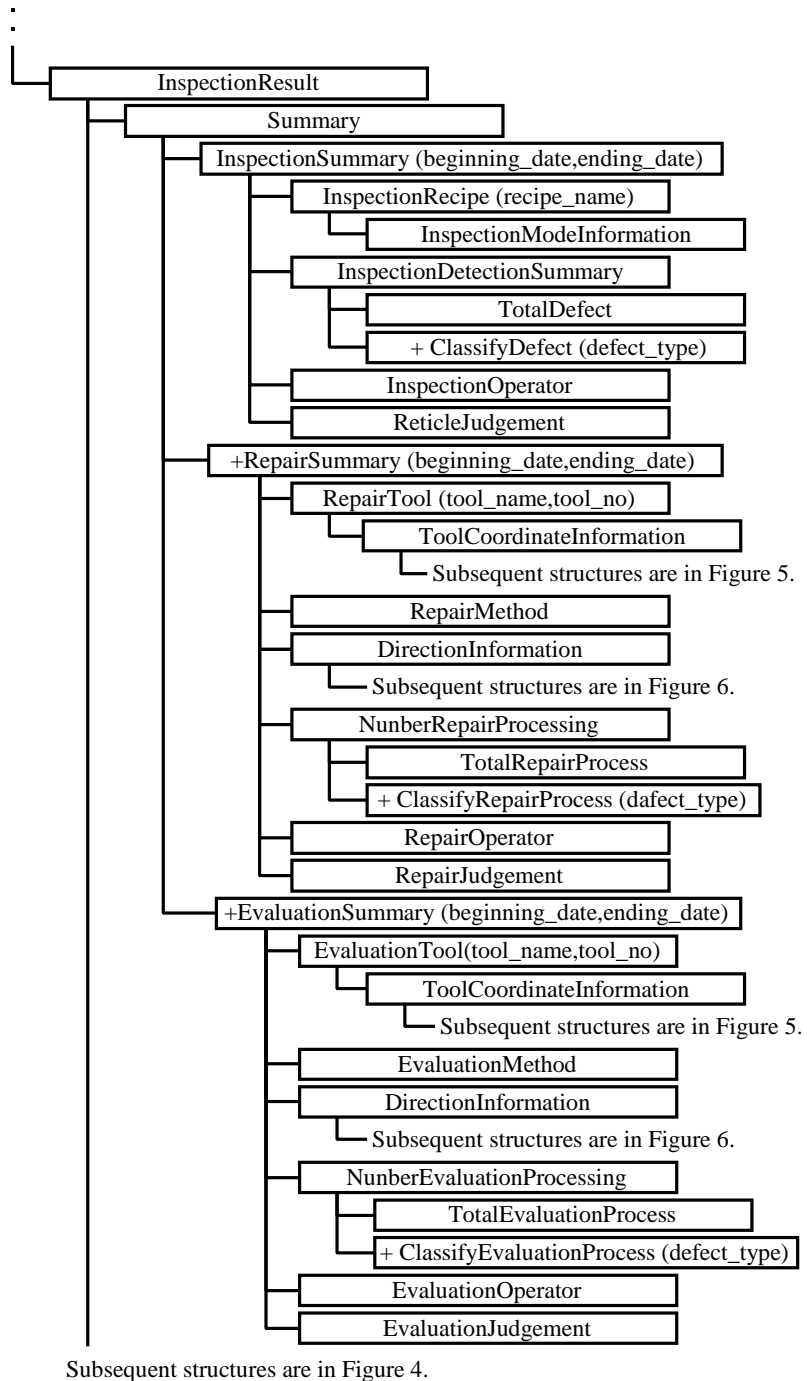 :
InspectionResult
Summary
InspectionSummary (beginning_date,ending_date)
InspectionRecipe (recipe_name)
InspectionModeInformation
InspectionDetectionSummary
TotalDefect
+ ClassifyDefect (defect_type)
InspectionOperator
ReticleJudgement
+RepairSummary (beginning_date,ending_date)
RepairTool (tool_name,tool_no)
ToolCoordinateInformation
Subsequent structures are in Figure 5.
RepairMethod
DirectionInformation
Subsequent structures are in Figure 6.
NunberRepairProcessing
TotalRepairProcess
+ ClassifyRepairProcess (dafect_type)
RepairOperator
RepairJudgement
+EvaluationSummary (beginning_date,ending_date)
EvaluationTool(tool_name,tool_no)
ToolCoordinateInformation
Subsequent structures are in Figure 5.
EvaluationMethod
DirectionInformation
Subsequent structures are in Figure 6.
NunberEvaluationProcessing
TotalEvaluationProcess
+ ClassifyEvaluationProcess (defect_type)
EvaluationOperator
EvaluationJudgement
Subsequent structures are in Figure 4.